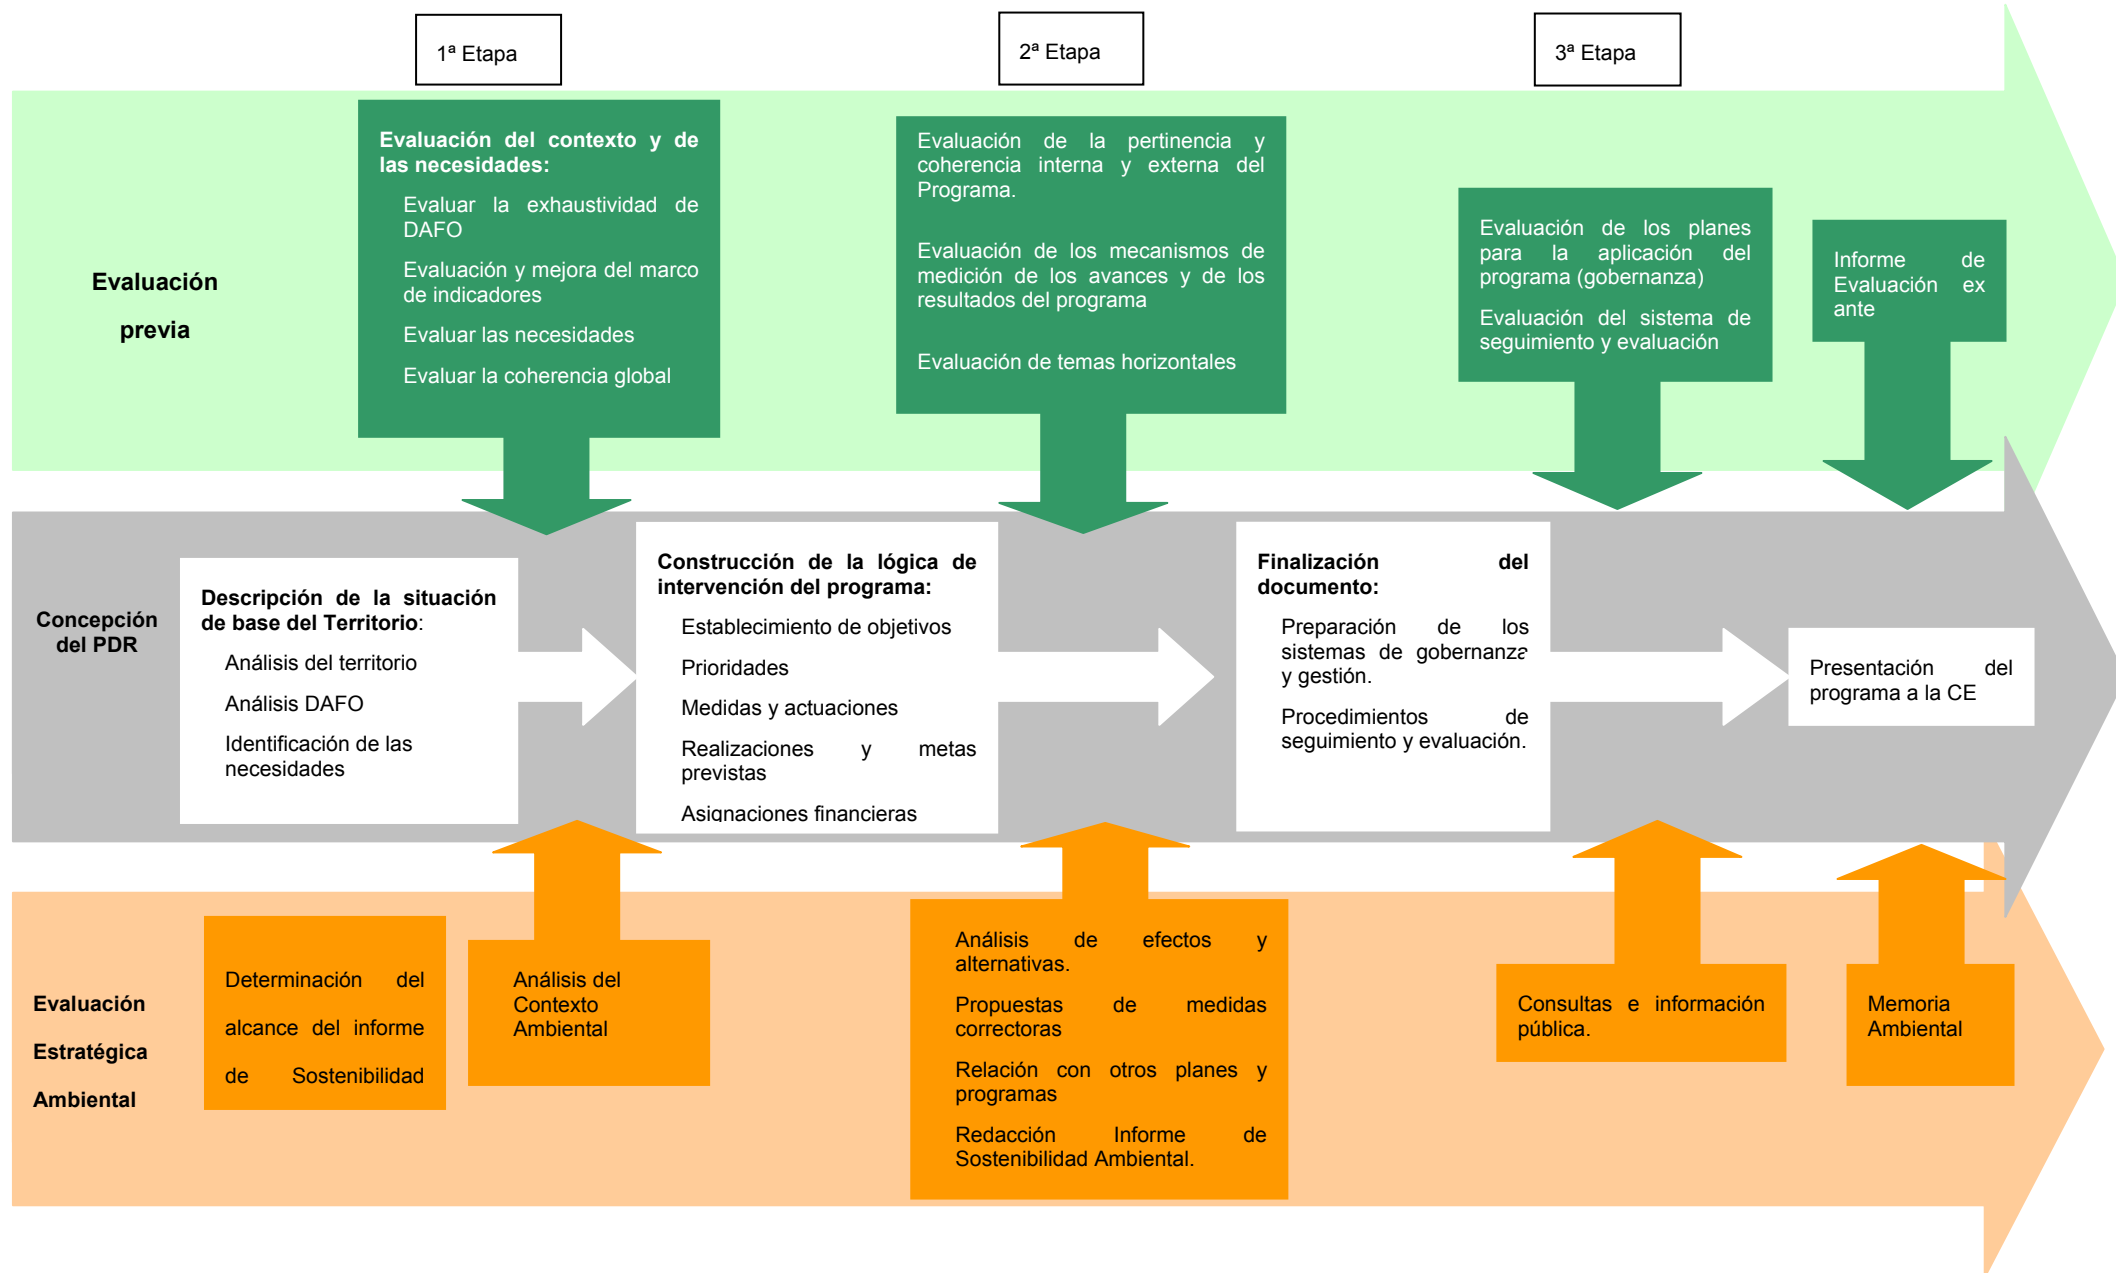 1ª Etapa
2ª Etapa
3ª Etapa
Evaluación
previa
Evaluación del contexto y de
las necesidades:
Evaluar la exhaustividad de
DAFO
Evaluación y mejora del marco
de indicadores
Evaluar las necesidades
Evaluar la coherencia global
Evaluación de la pertinencia y
coherencia interna y externa del
Programa.
Evaluación de los mecanismos de
medición de los avances y de los
resultados del programa
Evaluación de temas horizontales
Evaluación de los planes
para la aplicación del
programa (gobernanza)
Evaluación del sistema de
seguimiento y evaluación
Informe de
Evaluación ex
ante
Concepción
del PDR
Descripción de la situación
de base del Territorio:
Análisis del territorio
Análisis DAFO
Identificación de las
necesidades
Construcción de la lógica de
intervención del programa:
Establecimiento de objetivos
Prioridades
Medidas y actuaciones
Realizaciones y metas
previstas
Asignaciones financieras
Finalización del
documento:
Preparación de los
sistemas de gobernanza
y gestión.
Procedimientos de
seguimiento y evaluación.
Presentación del
programa a la CE
Evaluación
Estratégica
Ambiental
Determinación del
alcance del informe
de Sostenibilidad
Análisis del
Contexto
Ambiental
Análisis de efectos y
alternativas.
Propuestas de medidas
correctoras
Relación con otros planes y
programas
Redacción Informe de
Sostenibilidad Ambiental.
Consultas e información
pública.
Memoria
Ambiental